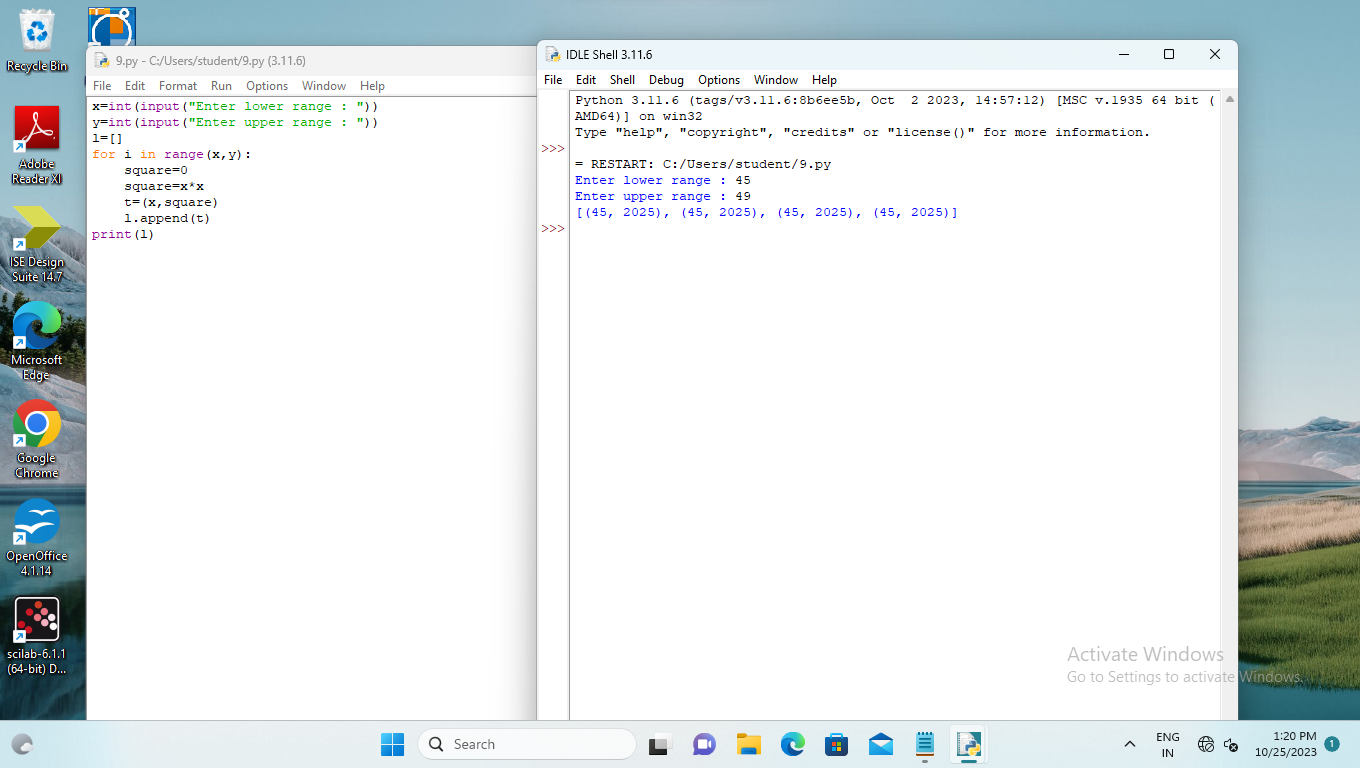 Recycle Bin
Adobe
Reader XI
ISE Design
Suite 14.7
Microsoft
Edge
Google
Chrome
OpenOffice
4.1.14
scilab-6.1.1
(64-bit) D...
9.py - C:/Users/student/9.py (3.11.6)
File Edit Format Run Options Window Help
x=int(input("Enter lower range : "))
y=int(input("Enter upper range : "))
l=[]
for i in range(x,y):
    square=0
    square=x*x
    t=(x,square)
    l.append(t)
print(l)
IDLE Shell 3.11.6
File Edit Shell Debug Options Window Help
Python 3.11.6 (tags/v3.11.6:8b6ee5b, Oct  2 2023, 14:57:12) [MSC v.1935 64 bit (
AMD64)] on win32
Type "help", "copyright", "credits" or "license()" for more information.
>>>
= RESTART: C:/Users/student/9.py
Enter lower range : 45
Enter upper range : 49
[(45, 2025), (45, 2025), (45, 2025), (45, 2025)]
>>>
Activate Windows
Go to Settings to activate Windows.
Search
ENG
IN
1:20 PM
10/25/2023
1